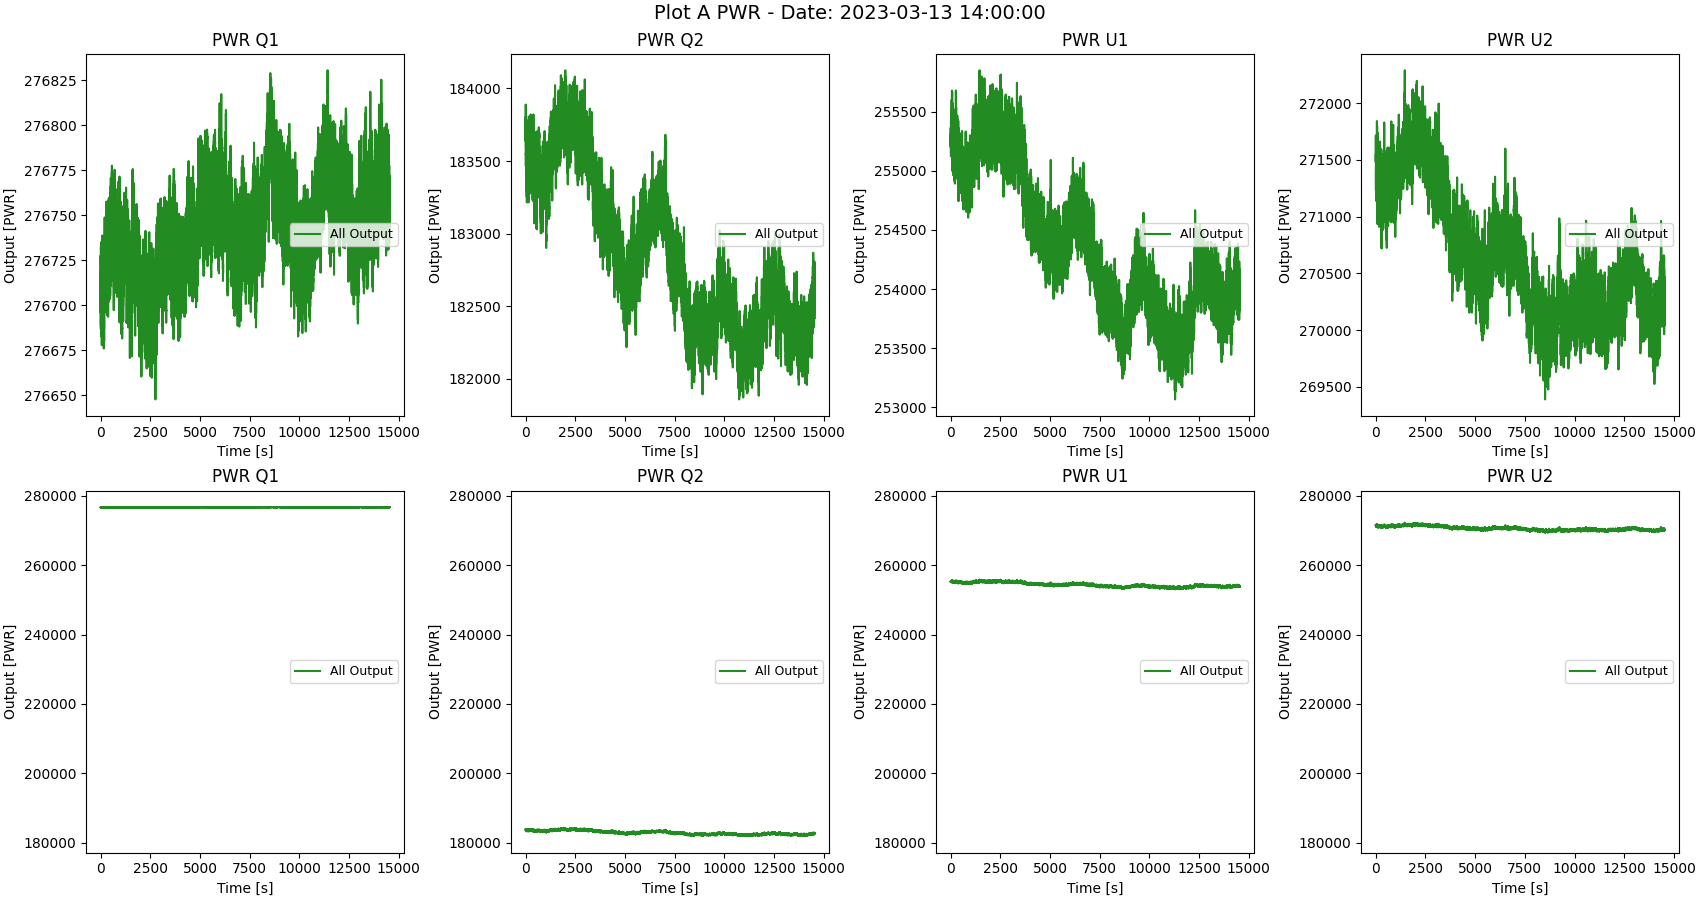 Plot A PWR - Date: 2023-03-13 14:00:00
PWR Q1
PWR Q2
PWR U1
PWR U2
Output [PWR]
276825
276800
276775
276750
276725
276700
276675
276650
All Output
0 2500 5000 7500 10000 12500 15000
Time [s]
Output [PWR]
184000
183500
183000
182500
182000
All Output
0 2500 5000 7500 10000 12500 15000
Time [s]
Output [PWR]
255500
255000
254500
254000
253500
253000
All Output
0 2500 5000 7500 10000 12500 15000
Time [s]
Output [PWR]
272000
271500
271000
270500
270000
269500
All Output
0 2500 5000 7500 10000 12500 15000
Time [s]
PWR Q1
PWR Q2
PWR U1
PWR U2
Output [PWR]
280000
260000
240000
220000
200000
180000
All Output
0 2500 5000 7500 10000 12500 15000
Time [s]
Output [PWR]
280000
260000
240000
220000
200000
180000
All Output
0 2500 5000 7500 10000 12500 15000
Time [s]
Output [PWR]
280000
260000
240000
220000
200000
180000
All Output
0 2500 5000 7500 10000 12500 15000
Time [s]
Output [PWR]
280000
260000
240000
220000
200000
180000
All Output
0 2500 5000 7500 10000 12500 15000
Time [s]